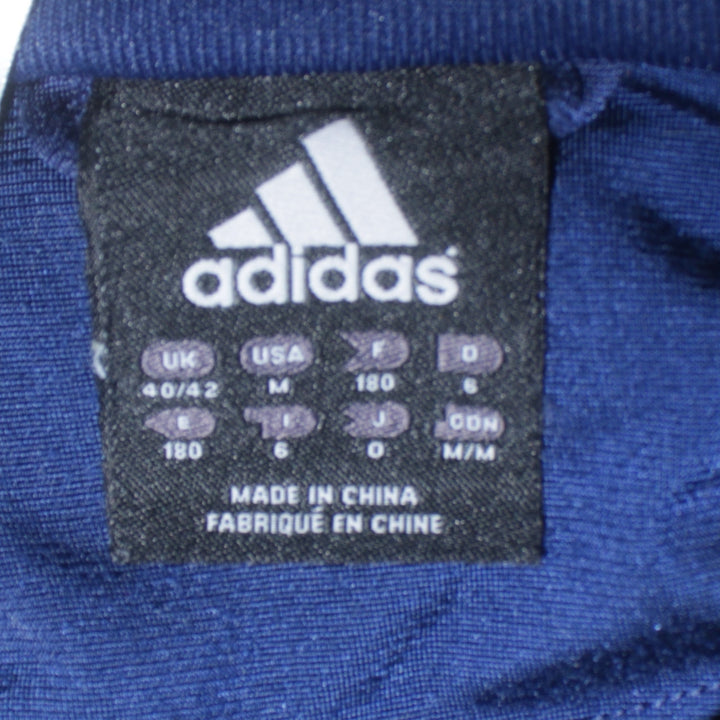 adidas
UK USA F D
40/42 M 180 6
E I J CDN
180 6 O M/M
MADE IN CHINA
FABRIQUÉ EN CHINE